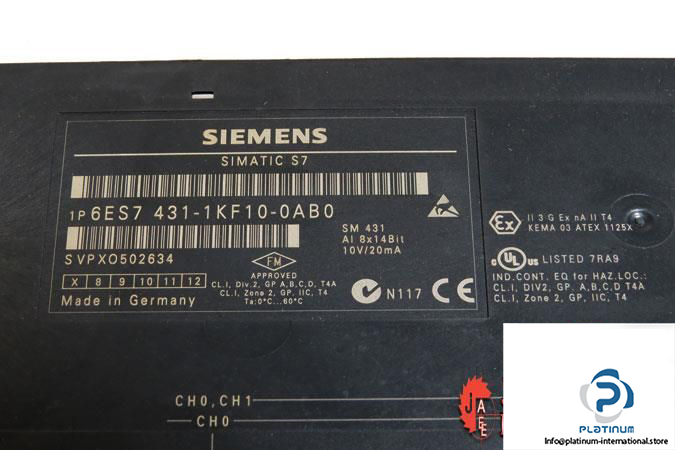 SIEMENS
SIMATIC S7
1P 6ES7 431-1KF10-0AB0
SVPXO502634
X 8 9 10 11 12
Made in Germany
FM
APPROVED
CL.I, Div.2, GP A,B,C,D, T4A
CL.I, Zone 2, GP, IIC, T4
Ta:0°C...60°C
SM 431
AI 8x14Bit
10V/20mA
N117
CE
Ex
II 3 G Ex nA II T4
KEMA 03 ATEX 1125X
c UL us LISTED 7RA9
IND.CONT. EQ for HAZ.LOC.:
CL.I, DIV2, GP. A,B,C,D T4A
CL.I, Zone 2, GP, IIC, T4
CH0,CH1
CH0
P
PLATINUM
info@platinum-international.store